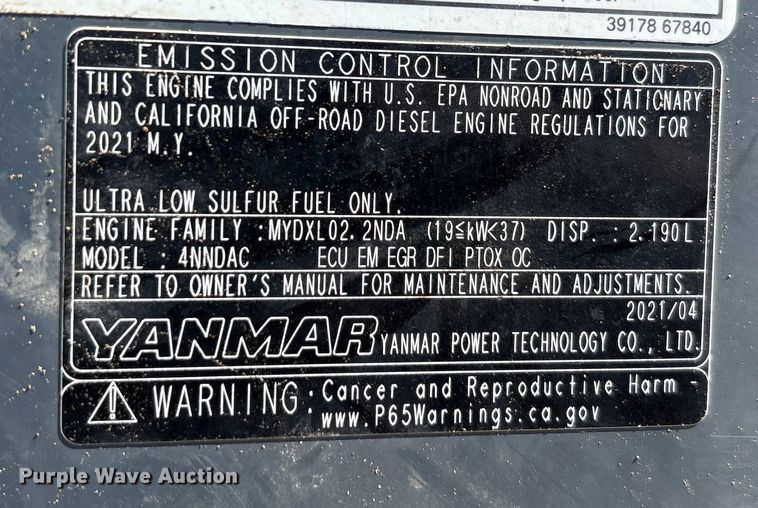 39178 67840
EMISSION CONTROL INFORMATION
THIS ENGINE COMPLIES WITH U.S. EPA NONROAD AND STATIONARY
AND CALIFORNIA OFF-ROAD DIESEL ENGINE REGULATIONS FOR
2021 M.Y.
ULTRA LOW SULFUR FUEL ONLY.
ENGINE FAMILY : MYDXL02.2NDA (19≦kW<37) DISP. : 2.190L
MODEL : 4NNDAC ECU EM EGR DFI PTOX OC
REFER TO OWNER'S MANUAL FOR MAINTENANCE AND ADJUSTMENTS.
2021/04
YANMAR YANMAR POWER TECHNOLOGY CO., LTD.
WARNING: Cancer and Reproductive Harm -
www.P65Warnings.ca.gov
Purple Wave Auction